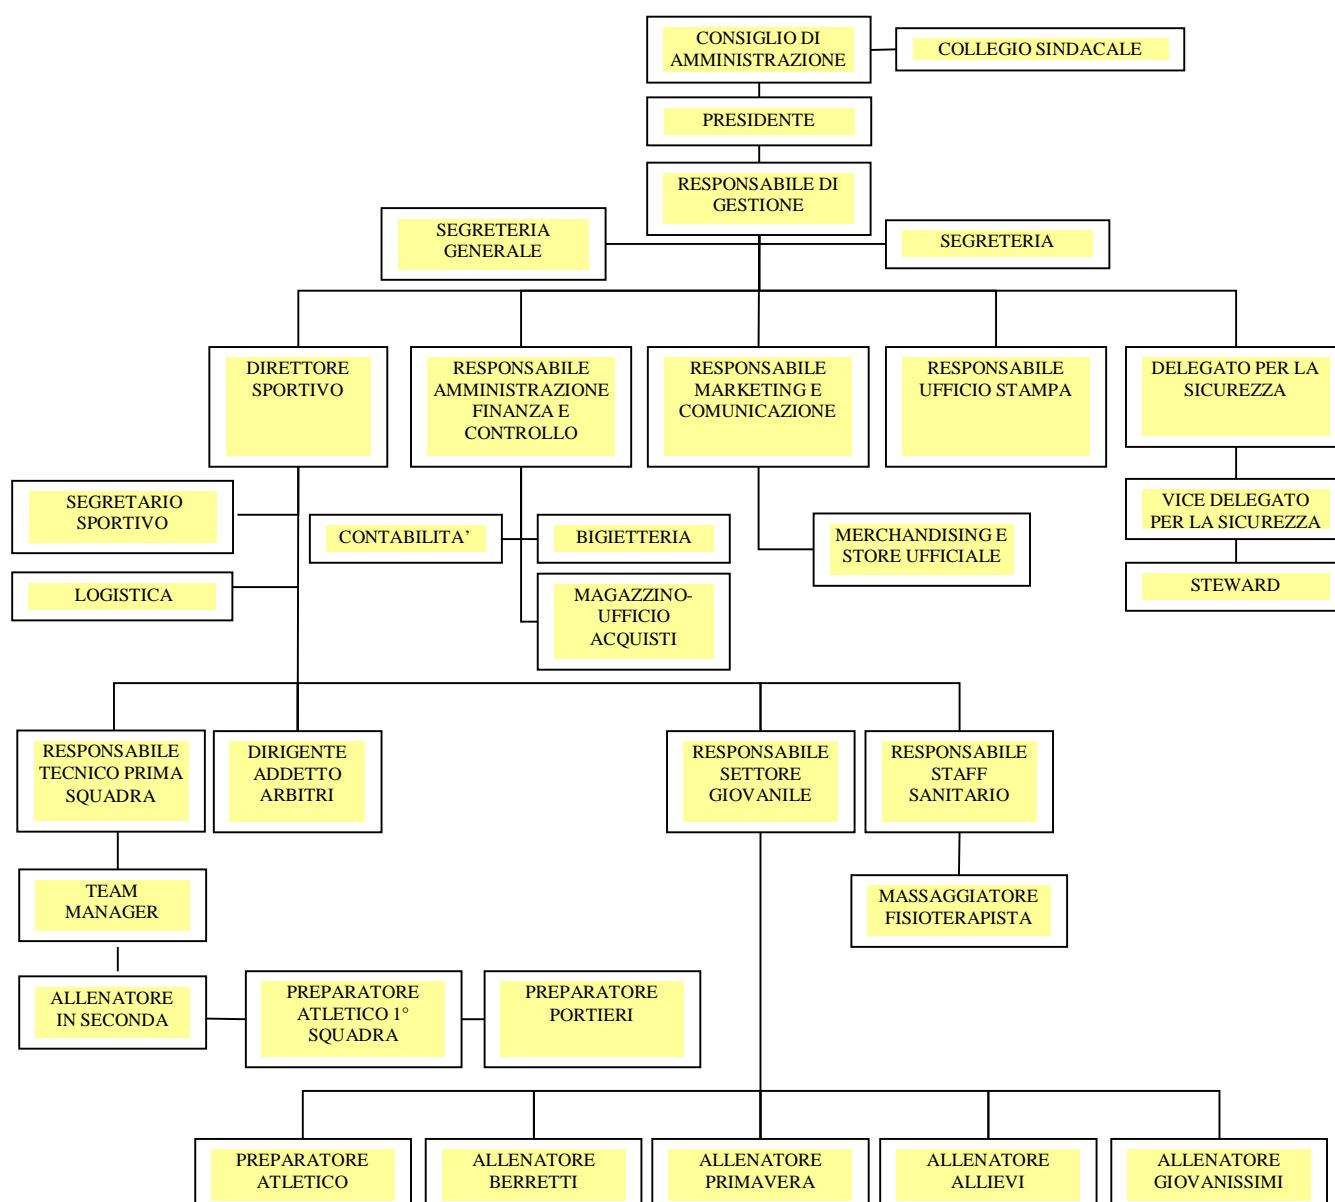 CONSIGLIO DI
AMMINISTRAZIONE
COLLEGIO SINDACALE
PRESIDENTE
RESPONSABILE DI
GESTIONE
SEGRETERIA
GENERALE
SEGRETERIA
DIRETTORE
SPORTIVO
RESPONSABILE
AMMINISTRAZIONE
FINANZA E
CONTROLLO
RESPONSABILE
MARKETING E
COMUNICAZIONE
RESPONSABILE
UFFICIO STAMPA
DELEGATO PER LA
SICUREZZA
SEGRETARIO
SPORTIVO
CONTABILITA’
BIGIETTERIA
MERCHANDISING E
STORE UFFICIALE
VICE DELEGATO
PER LA SICUREZZA
LOGISTICA
MAGAZZINO-
UFFICIO
ACQUISTI
STEWARD
RESPONSABILE
TECNICO PRIMA
SQUADRA
DIRIGENTE
ADDETTO
ARBITRI
RESPONSABILE
SETTORE
GIOVANILE
RESPONSABILE
STAFF
SANITARIO
TEAM
MANAGER
MASSAGGIATORE
FISIOTERAPISTA
ALLENATORE
IN SECONDA
PREPARATORE
ATLETICO 1°
SQUADRA
PREPARATORE
PORTIERI
PREPARATORE
ATLETICO
ALLENATORE
BERRETTI
ALLENATORE
PRIMAVERA
ALLENATORE
ALLIEVI
ALLENATORE
GIOVANISSIMI